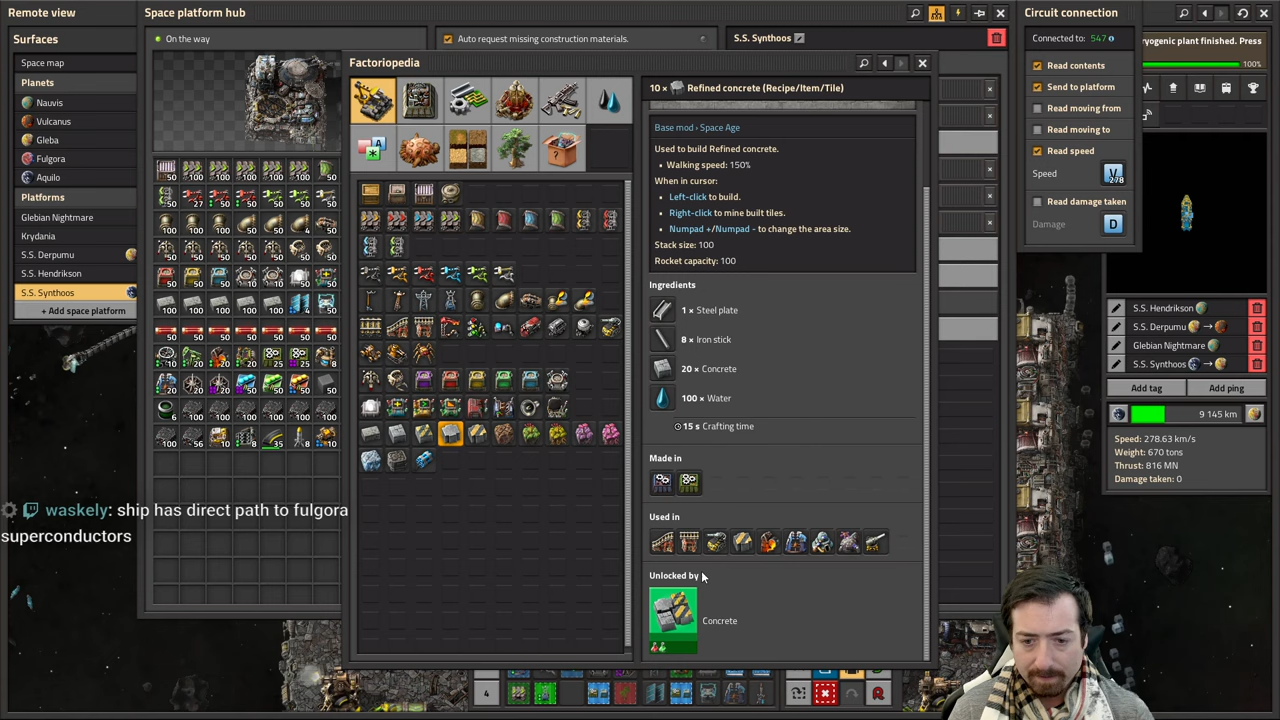 Remote view
Surfaces
Space map
Planets
Nauvis
Vulcanus
Gleba
Fulgora
Aquilo
Platforms
Glebian Nightmare
Krydania
S.S. Derpumu
S.S. Hendrikson
S.S. Synthoos
+ Add space platform
Space platform hub
On the way
Auto request missing construction materials.
S.S. Synthoos
Factoriopedia
10 × Refined concrete (Recipe/Item/Tile)
Base mod › Space Age
Used to build Refined concrete.
• Walking speed: 150%
When in cursor:
• Left-click to build.
• Right-click to mine built tiles.
• Numpad +/Numpad - to change the area size.
Stack size: 100
Rocket capacity: 100
Ingredients
1 × Steel plate
8 × Iron stick
20 × Concrete
100 × Water
15 s Crafting time
Made in
Used in
Unlocked by
Concrete
Circuit connection
Connected to: 547
Read contents
Send to platform
Read moving from
Read moving to
Read speed
Speed
V
278
Read damage taken
Damage
D
yogenic plant finished. Press
100%
S.S. Hendrikson
S.S. Derpumu →
Glebian Nightmare
S.S. Synthoos →
Add tag
Add ping
9 145 km
Speed: 278.63 km/s
Weight: 670 tons
Thrust: 816 MN
Damage taken: 0
waskely: ship has direct path to fulgora
superconductors
4